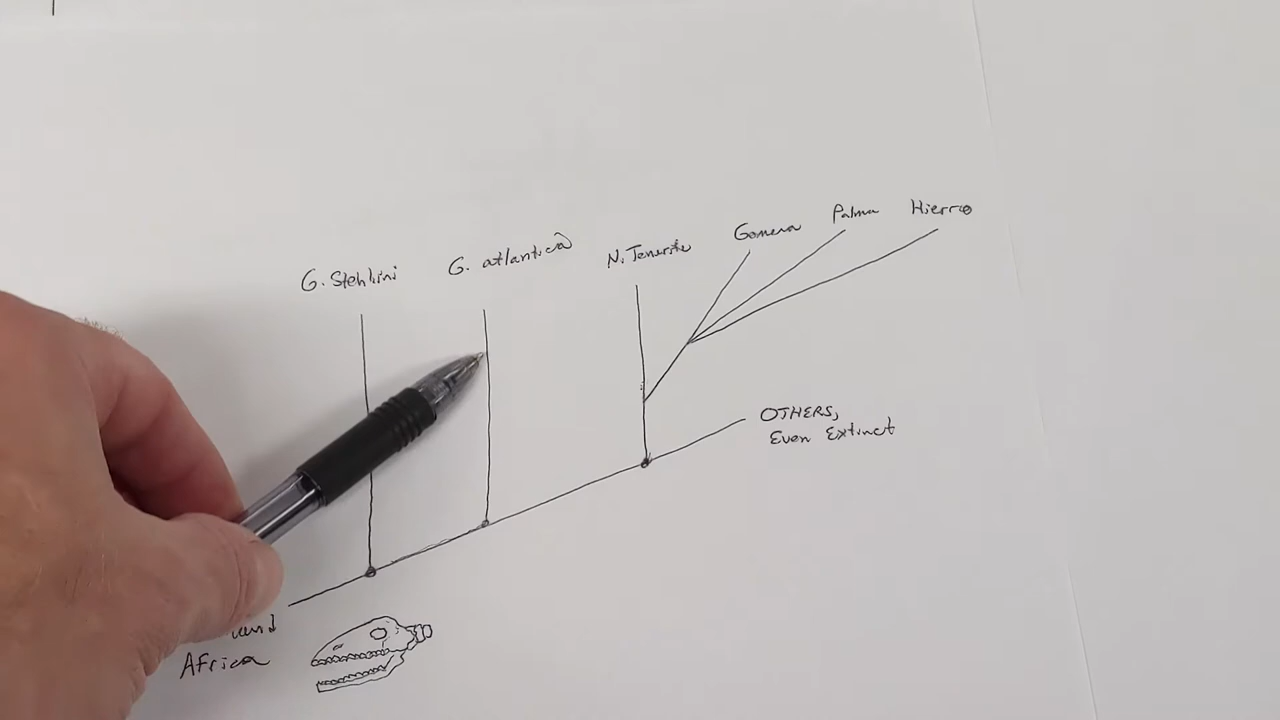 G. Stehlini
G. atlantica
N. Tenerife
Gomera
Palma
Hierro
OTHERS,
Even Extinct
Africa